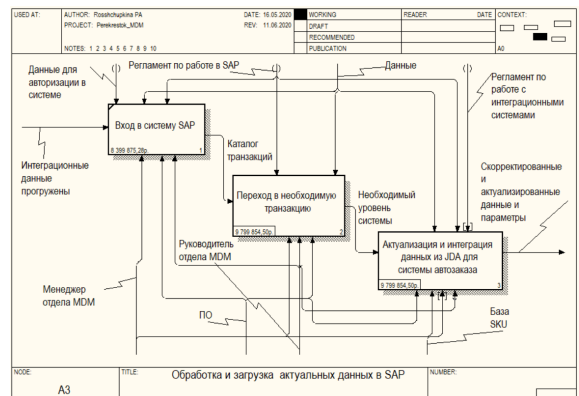 USED AT:
AUTHOR: Rosshchupkina PA
DATE: 16.05.2020
WORKING
READER
DATE
CONTEXT:
PROJECT: Perekrestok_MDM
REV: 11.06.2020
DRAFT
RECOMMENDED
NOTES: 1 2 3 4 5 6 7 8 9 10
PUBLICATION
A0
Данные для
авторизации в
системе
Регламент по работе в SAP
Данные
Регламент по
работе с
интеграционными
системами
Вход в систему SAP
8 399 875,28р.
1
Интеграционные
данные
прогружены
Каталог
транзакций
Переход в необходимую
транзакцию
9 799 854,50р.
2
Необходимый
уровень
системы
Скорректированные
и
актуализированные
данные и
параметры
Актуализация и интеграция
данных из JDA для
системы автозаказа
9 799 854,50р.
3
Руководитель
отдела MDM
Менеджер
отдела MDM
ПО
База
SKU
NODE:
TITLE:
NUMBER:
A3
Обработка и загрузка актуальных данных в SAP